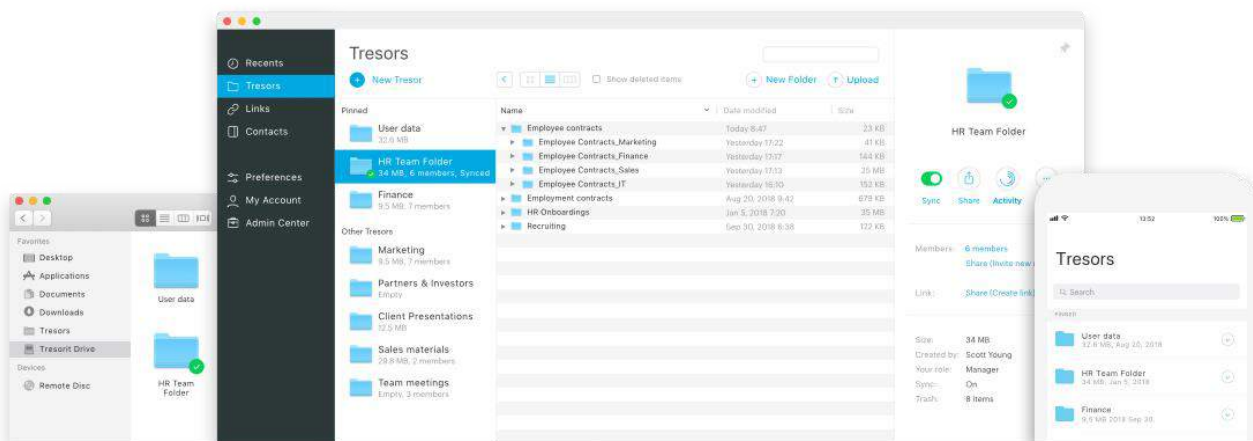 Favorites
Desktop
Applications
Documents
Downloads
Tresors
Tresorit Drive
Devices
Remote Disc
User data
HR Team
Folder
Recents
Tresors
Links
Contacts
Preferences
My Account
Admin Center
Tresors
New Tresor
Show deleted items
New Folder
Upload
Pinned
User data
32.6 MB
HR Team Folder
34 MB, 6 members, Synced
Finance
9.5 MB, 7 members
Other Tresors
Marketing
9.5 MB, 7 members
Partners & Investors
Empty
Client Presentations
12.5 MB
Sales materials
29.8 MB, 2 members
Team meetings
Empty, 3 members
Name Date modified Size
Employee contracts Today 8:47 23 KB
Employee Contracts_Marketing Yesterday 17:22 41 KB
Employee Contracts_Finance Yesterday 17:17 144 KB
Employee Contracts_Sales Yesterday 17:13 25 MB
Employee Contracts_IT Yesterday 16:10 152 KB
Employment contracts Aug 20, 2018 9:42 678 KB
HR Onboardings Jan 5, 2018 7:20 35 MB
Recruiting Sep 30, 2018 8:38 172 KB
HR Team Folder
Sync Share Activity
Members: 6 members
Share (Invite new
Link: Share (Create link)
Size: 34 MB
Created by: Scott Young
Your role: Manager
Sync: On
Trash: 8 items
13:52 100%
Tresors
Search
PINNED
User data
32.6 MB, Aug 20, 2018
HR Team Folder
34 MB, Jan 5, 2018
Finance
9,5 MB 2018 Sep 30